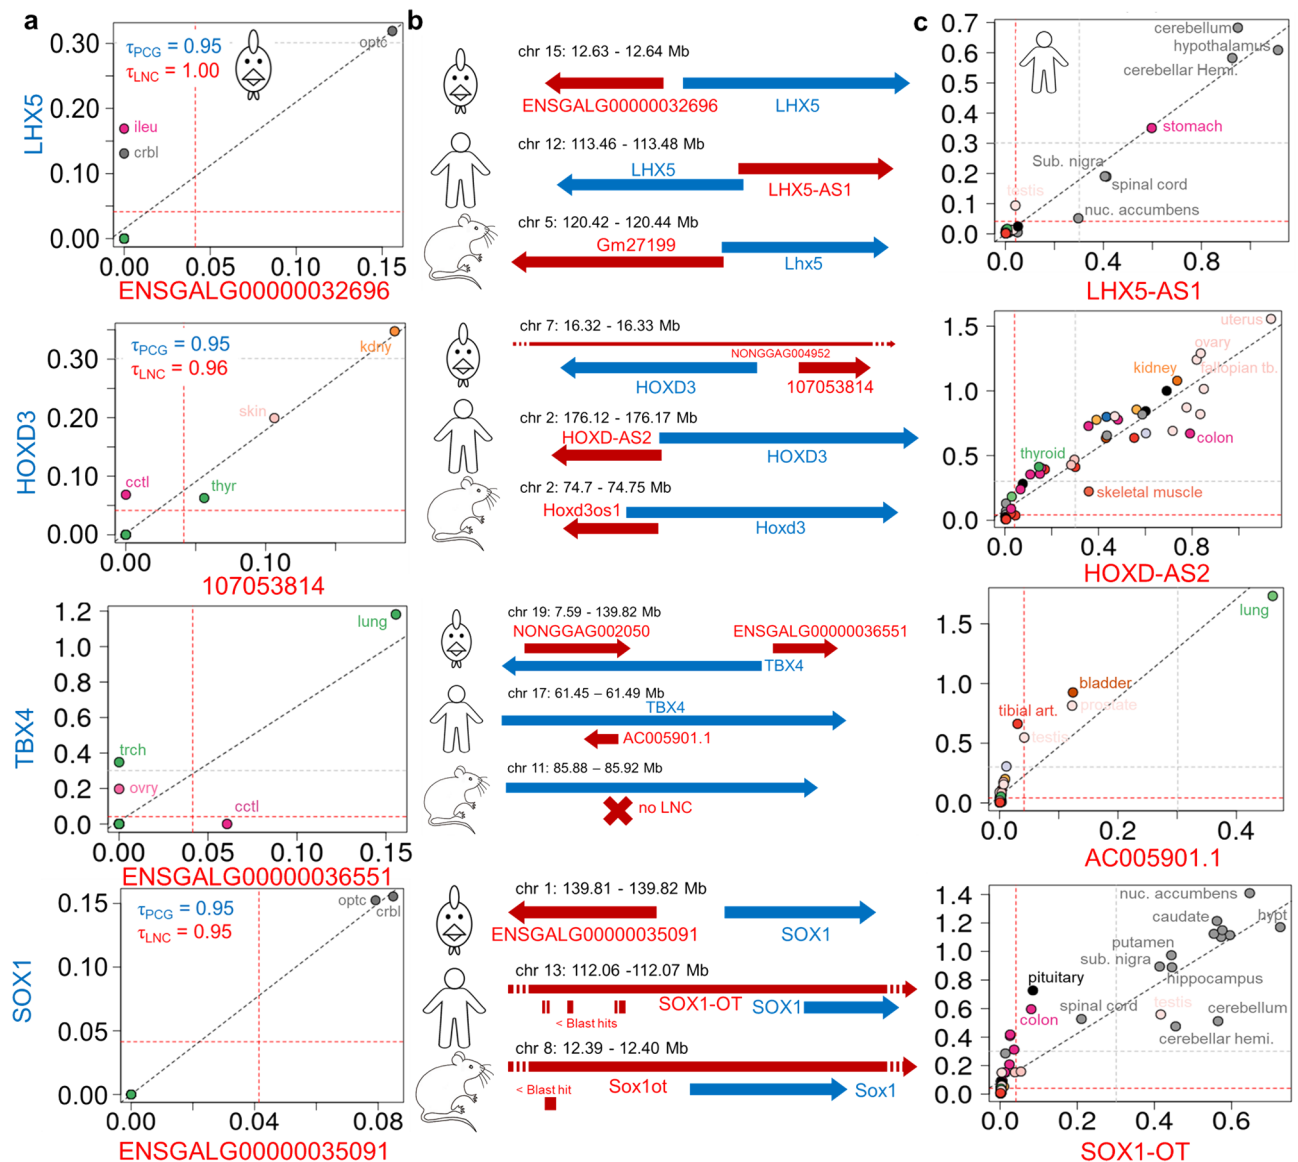 a
b
c
LHX5
0.30
0.20
0.10
0.00
τPCG = 0.95
τLNC = 1.00
optc
ileu
crbl
0.00
0.05
0.10
0.15
ENSGALG00000032696
chr 15: 12.63 - 12.64 Mb
ENSGALG00000032696
LHX5
chr 12: 113.46 - 113.48 Mb
LHX5
LHX5-AS1
chr 5: 120.42 - 120.44 Mb
Gm27199
Lhx5
0.7
0.6
0.5
0.4
0.3
0.2
0.1
0.0
cerebellum
hypothalamus
cerebellar Hemi.
stomach
Sub. nigra
spinal cord
testis
nuc. accumbens
0.0
0.4
0.8
LHX5-AS1
HOXD3
0.30
0.20
0.10
0.00
τPCG = 0.95
τLNC = 0.96
kdny
skin
cctl
thyr
0.00
0.10
107053814
chr 7: 16.32 - 16.33 Mb
NONGGAG004952
HOXD3
107053814
chr 2: 176.12 - 176.17 Mb
HOXD-AS2
HOXD3
chr 2: 74.7 - 74.75 Mb
Hoxd3os1
Hoxd3
1.5
1.0
0.5
0.0
uterus
ovary
fallopian tb.
kidney
colon
thyroid
skeletal muscle
0.0
0.4
0.8
HOXD-AS2
TBX4
1.2
1.0
0.8
0.6
0.4
0.2
0.0
lung
trch
ovry
cctl
0.00
0.05
0.10
0.15
ENSGALG00000036551
chr 19: 7.59 - 139.82 Mb
NONGGAG002050
ENSGALG00000036551
TBX4
chr 17: 61.45 – 61.49 Mb
TBX4
AC005901.1
chr 11: 85.88 – 85.92 Mb
no LNC
1.5
1.0
0.5
0.0
lung
bladder
prostate
tibial art.
testis
0.0
0.2
0.4
AC005901.1
SOX1
0.15
0.10
0.05
0.00
τPCG = 0.95
τLNC = 0.95
optc
crbl
0.00
0.04
0.08
ENSGALG00000035091
chr 1: 139.81 - 139.82 Mb
ENSGALG00000035091
SOX1
chr 13: 112.06 -112.07 Mb
SOX1-OT
SOX1
< Blast hits
chr 8: 12.39 - 12.40 Mb
< Blast hit
Sox1ot
Sox1
1.4
1.2
1.0
0.8
0.6
0.4
0.2
0.0
nuc. accumbens
caudate
hypt
putamen
sub. nigra
hippocampus
pituitary
colon
spinal cord
testis
cerebellum
cerebellar hemi.
0.0
0.2
0.4
0.6
SOX1-OT